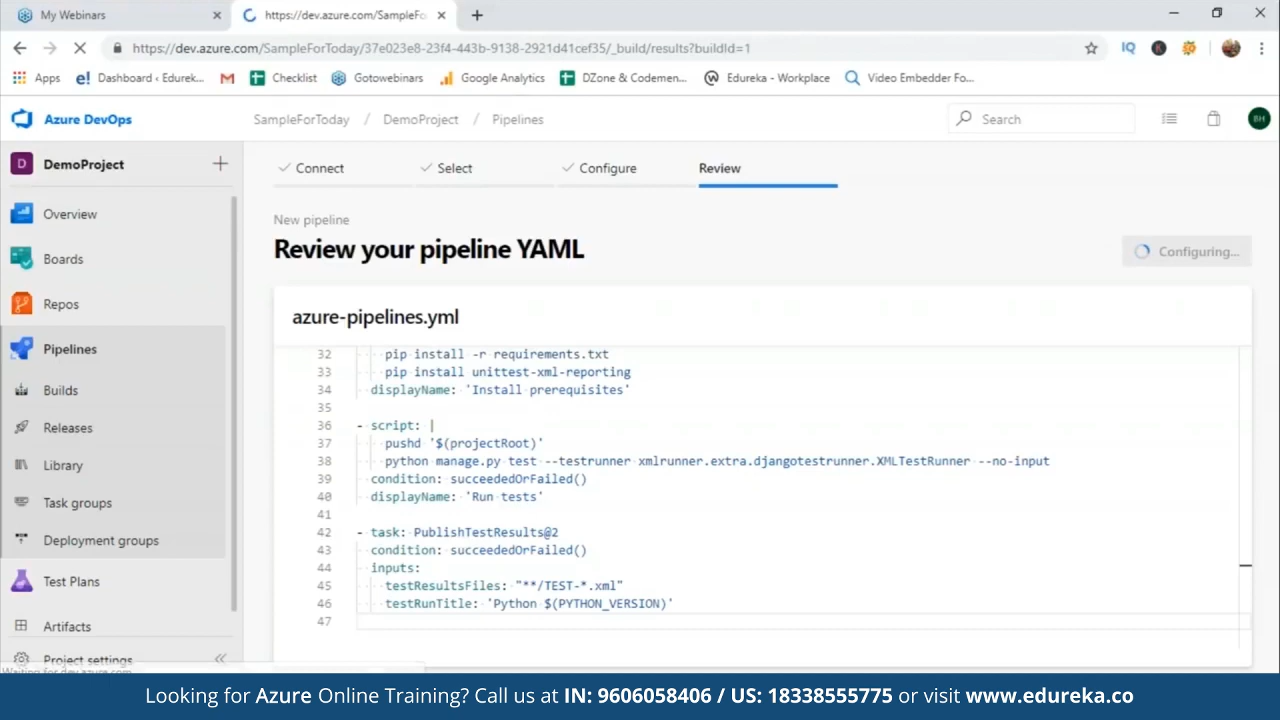 My Webinars
https://dev.azure.com/SampleFo
https://dev.azure.com/SampleForToday/37e023e8-23f4-443b-9138-2921d41cef35/_build/results?buildId=1
IQ
Apps
Dashboard ‹ Edurek...
Checklist
Gotowebinars
Google Analytics
DZone & Codemen...
Edureka - Workplace
Video Embedder Fo...
Azure DevOps
SampleForToday / DemoProject / Pipelines
Search
D
DemoProject
Overview
Boards
Repos
Pipelines
Builds
Releases
Library
Task groups
Deployment groups
Test Plans
Artifacts
Project settings
Waiting for dev.azure.com
Connect
Select
Configure
Review
New pipeline
Review your pipeline YAML
Configuring...
azure-pipelines.yml
32 pip install -r requirements.txt
33 pip install unittest-xml-reporting
34 displayName: 'Install prerequisites'
35
36 - script: |
37 pushd '$(projectRoot)'
38 python manage.py test --testrunner xmlrunner.extra.djangotestrunner.XMLTestRunner --no-input
39 condition: succeededOrFailed()
40 displayName: 'Run tests'
41
42 - task: PublishTestResults@2
43 condition: succeededOrFailed()
44 inputs:
45 testResultsFiles: "**/TEST-*.xml"
46 testRunTitle: 'Python $(PYTHON_VERSION)'
47
Looking for Azure Online Training? Call us at IN: 9606058406 / US: 18338555775 or visit www.edureka.co